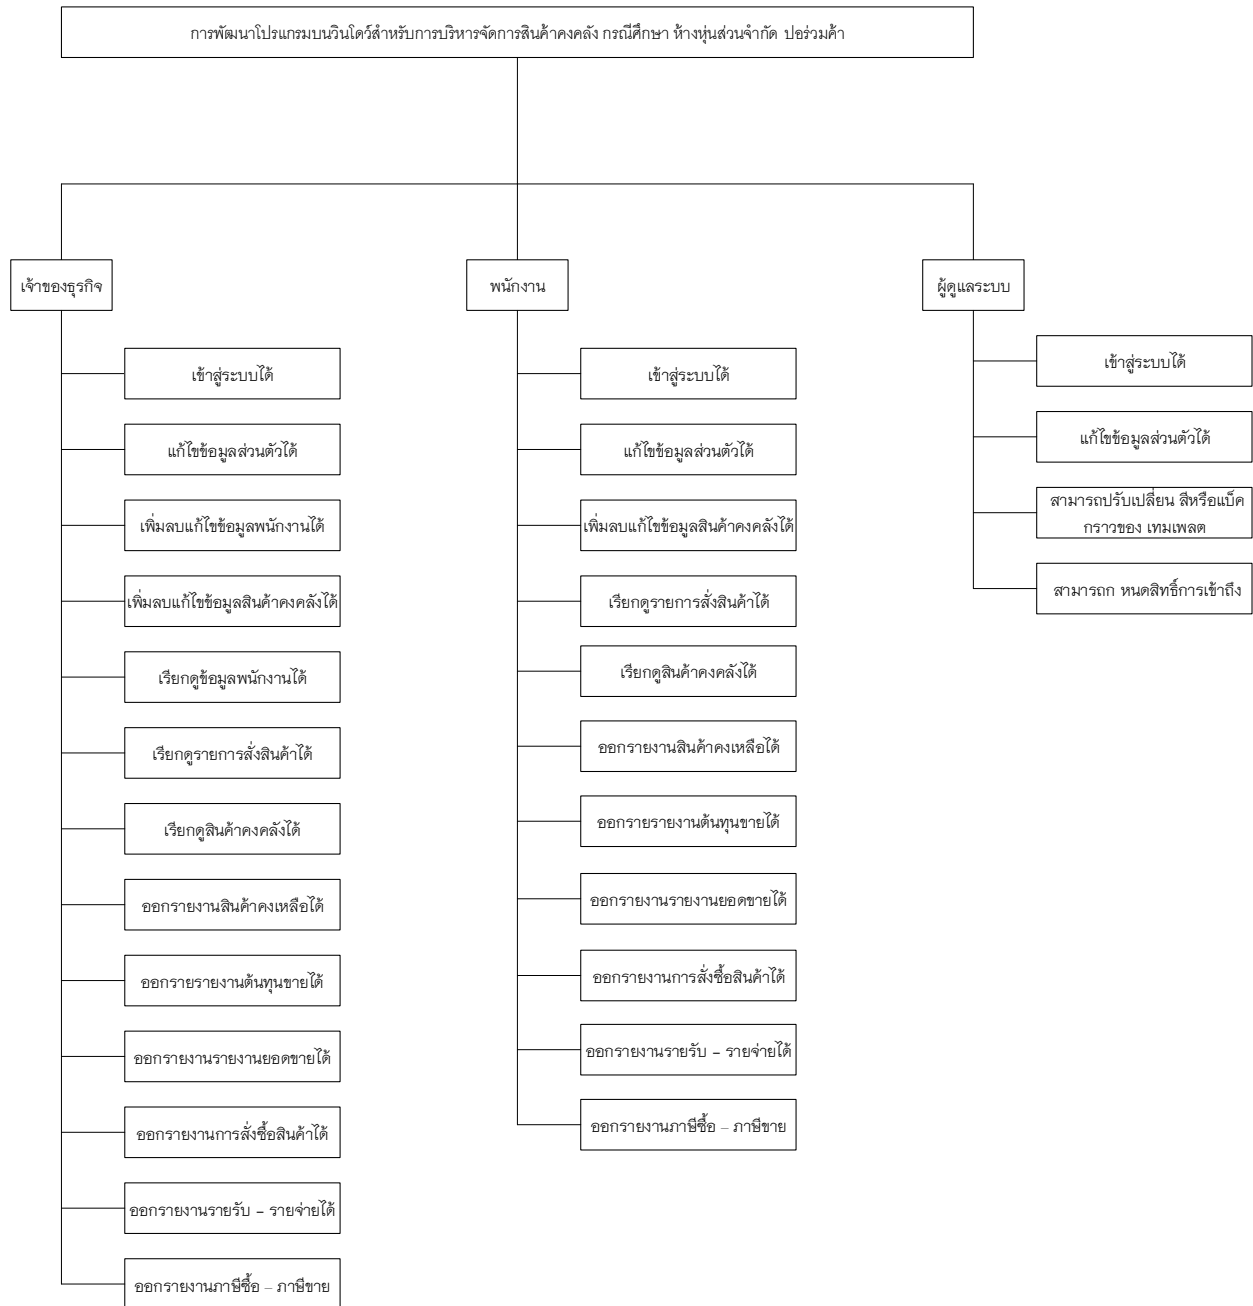 การพัฒนาโปรแกรมบนวินโดว์สำหรับการบริหารจัดการสินค้าคงคลัง กรณีศึกษา ห้างหุ่นส่วนจำกัด ปอร่วมค้า
เจ้าของธุรกิจ
เข้าสู่ระบบได้
แก้ไขข้อมูลส่วนตัวได้
เพิ่มลบแก้ไขข้อมูลพนักงานได้
เพิ่มลบแก้ไขข้อมูลสินค้าคงคลังได้
เรียกดูข้อมูลพนักงานได้
เรียกดูรายการสั่งสินค้าได้
เรียกดูสินค้าคงคลังได้
ออกรายงานสินค้าคงเหลือได้
ออกรายรายงานต้นทุนขายได้
ออกรายงานรายงานยอดขายได้
ออกรายงานการสั่งซื้อสินค้าได้
ออกรายงานรายรับ – รายจ่ายได้
ออกรายงานภาษีซื้อ – ภาษีขาย
พนักงาน
เข้าสู่ระบบได้
แก้ไขข้อมูลส่วนตัวได้
เพิ่มลบแก้ไขข้อมูลสินค้าคงคลังได้
เรียกดูรายการสั่งสินค้าได้
เรียกดูสินค้าคงคลังได้
ออกรายงานสินค้าคงเหลือได้
ออกรายรายงานต้นทุนขายได้
ออกรายงานรายงานยอดขายได้
ออกรายงานการสั่งซื้อสินค้าได้
ออกรายงานรายรับ – รายจ่ายได้
ออกรายงานภาษีซื้อ – ภาษีขาย
ผู้ดูแลระบบ
เข้าสู่ระบบได้
แก้ไขข้อมูลส่วนตัวได้
สามารถปรับเปลี่ยน สีหรือแบ็ค
กราวของ เทมเพลต
สามารถก หนดสิทธิ์การเข้าถึง